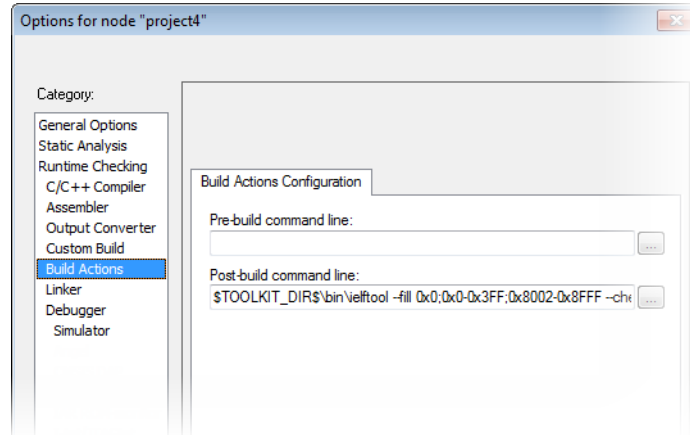 Options for node "project4"
Category:
General Options
Static Analysis
Runtime Checking
C/C++ Compiler
Assembler
Output Converter
Custom Build
Build Actions
Linker
Debugger
Simulator
Build Actions Configuration
Pre-build command line:
...
Post-build command line:
$TOOLKIT_DIR$\bin\ielftool --fill 0x0;0x0-0x3FF;0x8002-0x8FFF --che
...